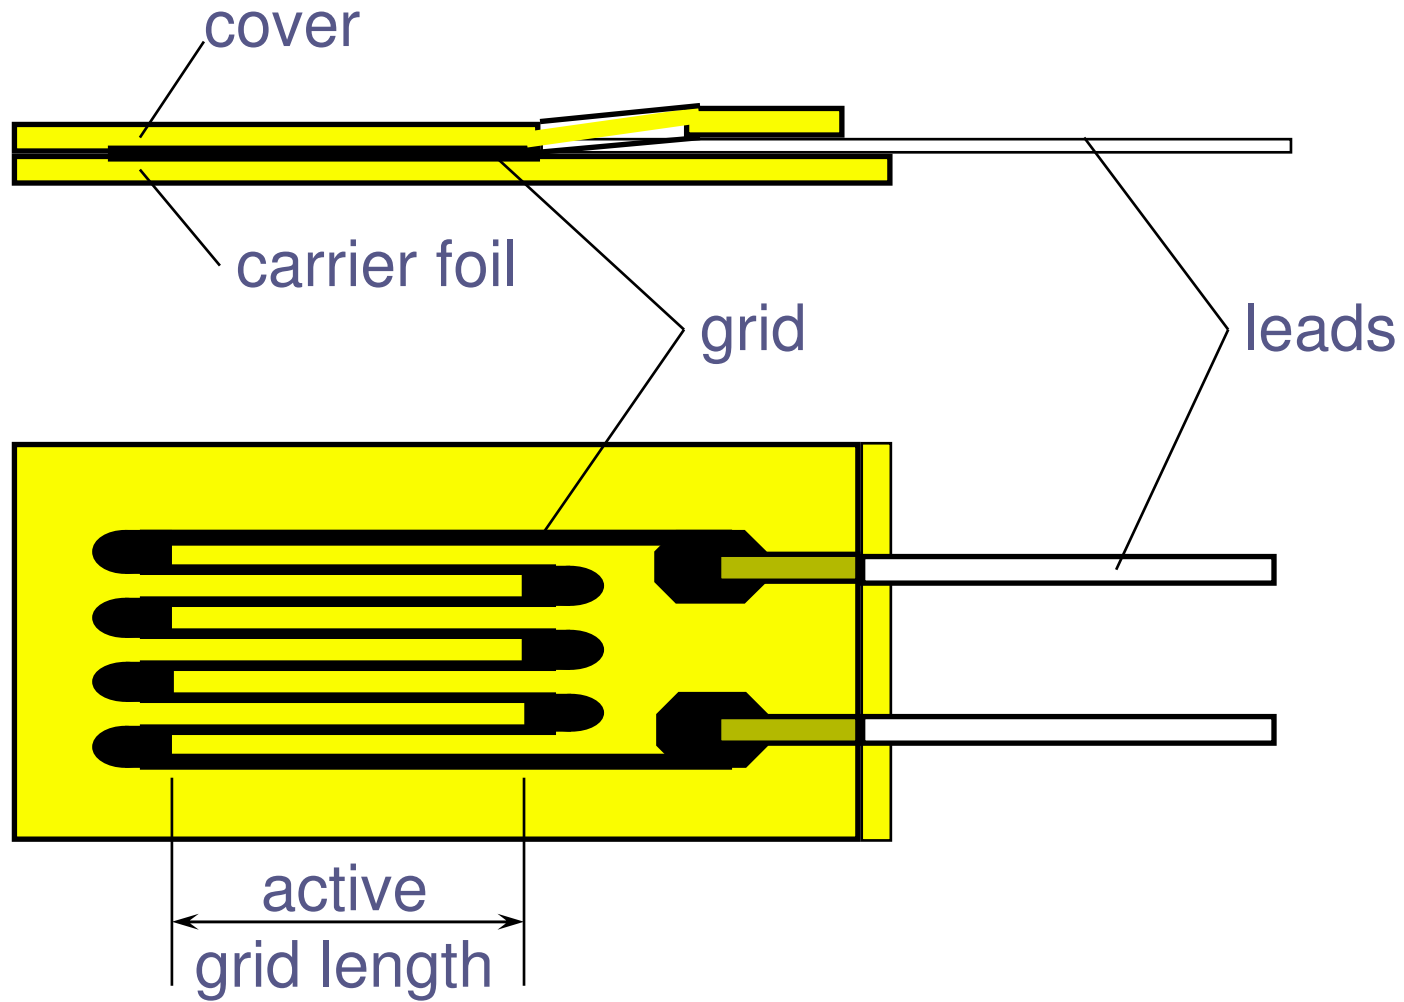 cover
carrier foil
grid
leads
active
grid length